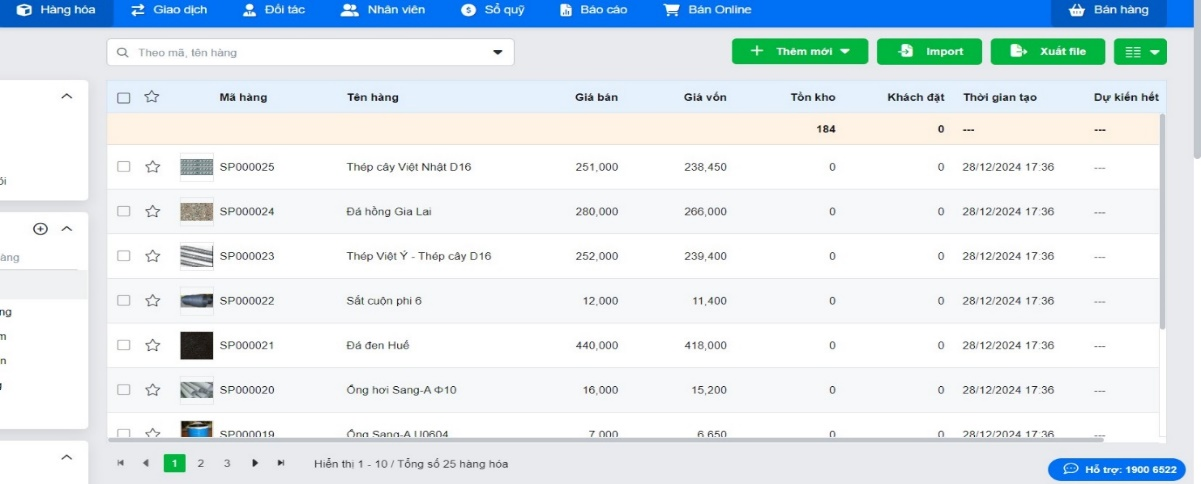 Hàng hóa Giao dịch Đối tác Nhân viên Sổ quỹ Báo cáo Bán Online Bán hàng
Theo mã, tên hàng Thêm mới Import Xuất file
Mã hàng Tên hàng Giá bán Giá vốn Tồn kho Khách đặt Thời gian tạo Dự kiến hết
184 0 --- ---
SP000025 Thép cây Việt Nhật D16 251,000 238,450 0 0 28/12/2024 17:36 ---
SP000024 Đá hồng Gia Lai 280,000 266,000 0 0 28/12/2024 17:36 ---
SP000023 Thép Việt Ý - Thép cây D16 252,000 239,400 0 0 28/12/2024 17:36 ---
SP000022 Sắt cuộn phi 6 12,000 11,400 0 0 28/12/2024 17:36 ---
SP000021 Đá đen Huế 440,000 418,000 0 0 28/12/2024 17:36 ---
SP000020 Ống hơi Sang-A Φ10 16,000 15,200 0 0 28/12/2024 17:36 ---
SP000019 Ống Sang-A U0604 7,000 6,650 0 0 28/12/2024 17:36 ---
1 2 3 Hiển thị 1 - 10 / Tổng số 25 hàng hóa
Hỗ trợ: 1900 6522